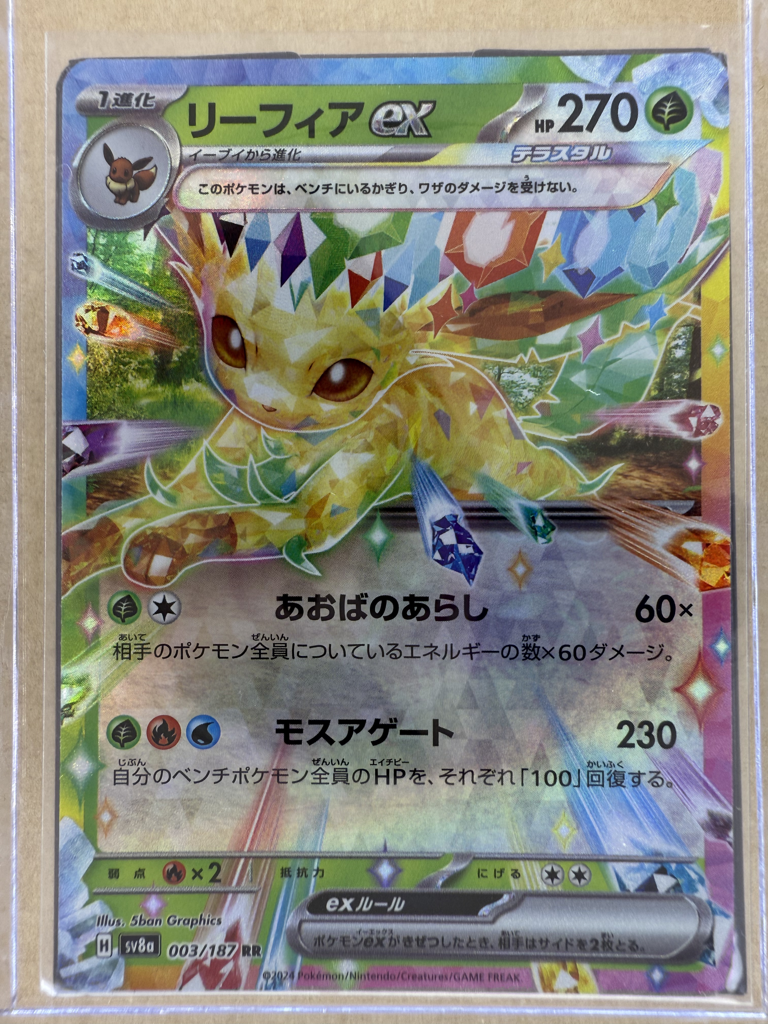 1進化
リーフィアex
HP270
イーブイから進化
テラスタル
このポケモンは、ベンチにいるかぎり、ワザのダメージを受けない。
あおばのあらし 60×
相手のポケモン全員についているエネルギーの数×60ダメージ。
モスアゲート 230
自分のベンチポケモン全員のHPを、それぞれ「100」回復する。
弱点 ×2 抵抗力 にげる
exルール
ポケモンexがきぜつしたとき、相手はサイドを2枚とる。
Illus. 5ban Graphics
H sv8a 003/187 RR
©2024 Pokémon/Nintendo/Creatures/GAME FREAK.